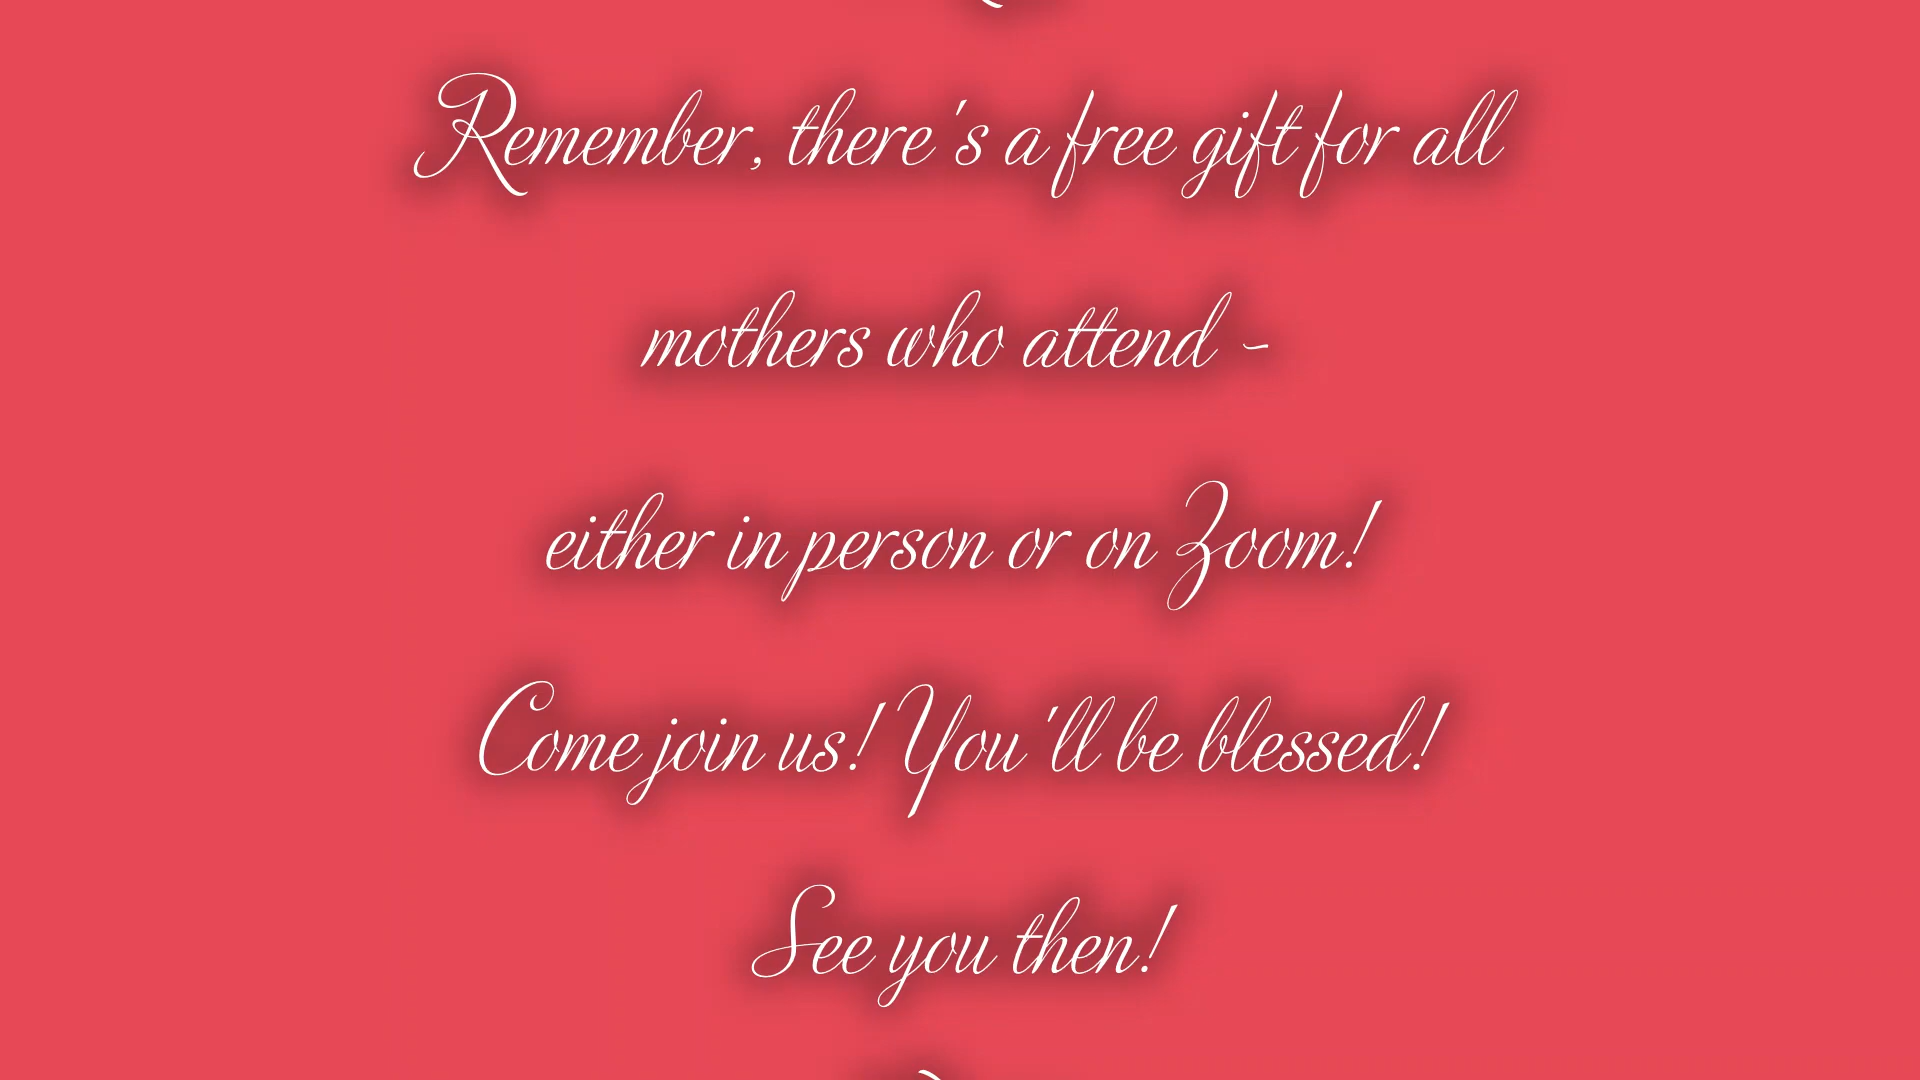 Remember, there's a free gift for all
mothers who attend -
either in person or on Zoom!
Come join us! You'll be blessed!
See you then!